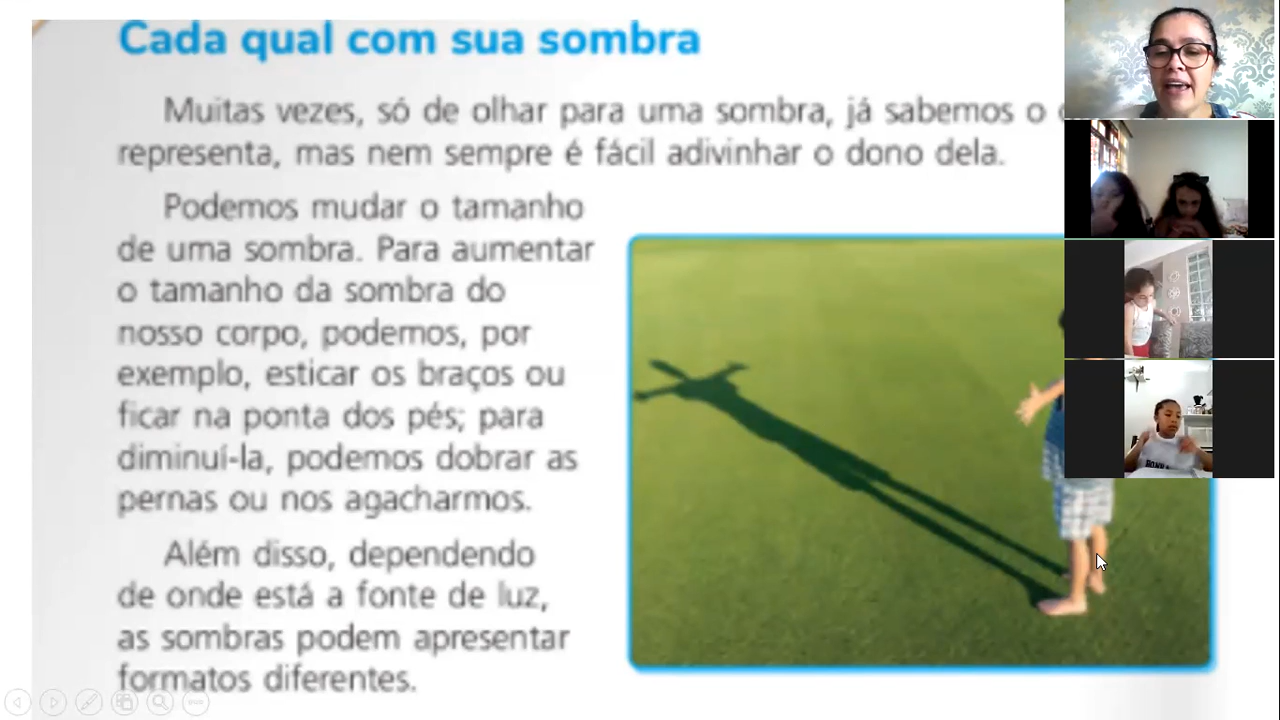 Cada qual com sua sombra
Muitas vezes, só de olhar para uma sombra, já sabemos o
representa, mas nem sempre é fácil adivinhar o dono dela.
Podemos mudar o tamanho
de uma sombra. Para aumentar
o tamanho da sombra do
nosso corpo, podemos, por
exemplo, esticar os braços ou
ficar na ponta dos pés; para
diminuí-la, podemos dobrar as
pernas ou nos agacharmos.
Além disso, dependendo
de onde está a fonte de luz,
as sombras podem apresentar
formatos diferentes.